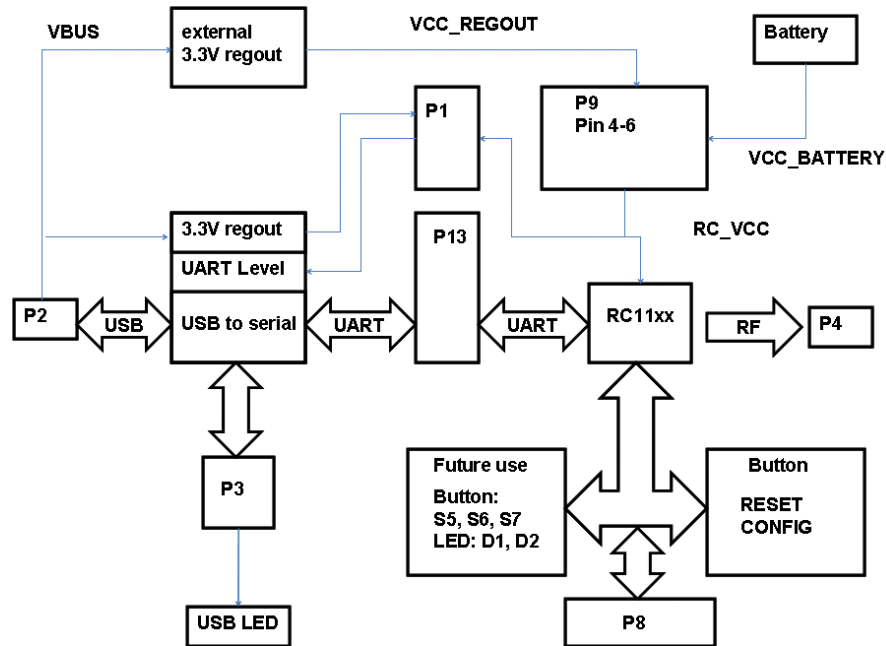 VBUS
external
3.3V regout
VCC_REGOUT
Battery
P1
P9
Pin 4-6
VCC_BATTERY
3.3V regout
P13
RC_VCC
UART Level
P2
USB
USB to serial
UART
UART
RC11xx
RF
P4
P3
Future use
Button:
S5, S6, S7
LED: D1, D2
Button
RESET
CONFIG
USB LED
P8